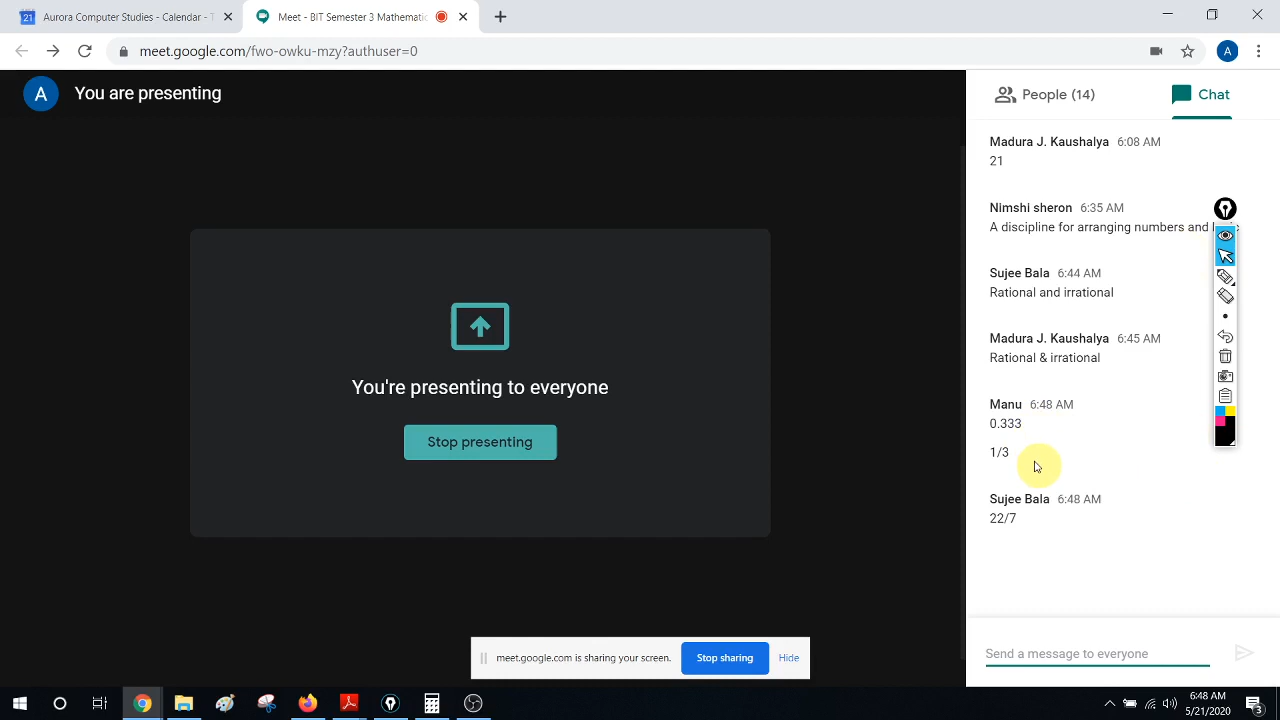 21
Aurora Computer Studies - Calendar - T
Meet - BIT Semester 3 Mathematic
meet.google.com/fwo-owku-mzy?authuser=0
A
A
You are presenting
People (14)
Chat
Madura J. Kaushalya 6:08 AM
21
Nimshi sheron 6:35 AM
A discipline for arranging numbers and
Sujee Bala 6:44 AM
Rational and irrational
Madura J. Kaushalya 6:45 AM
Rational & irrational
Manu 6:48 AM
0.333
1/3
Sujee Bala 6:48 AM
22/7
You're presenting to everyone
Stop presenting
Send a message to everyone
meet.google.com is sharing your screen.
Stop sharing
Hide
6:48 AM
5/21/2020
3